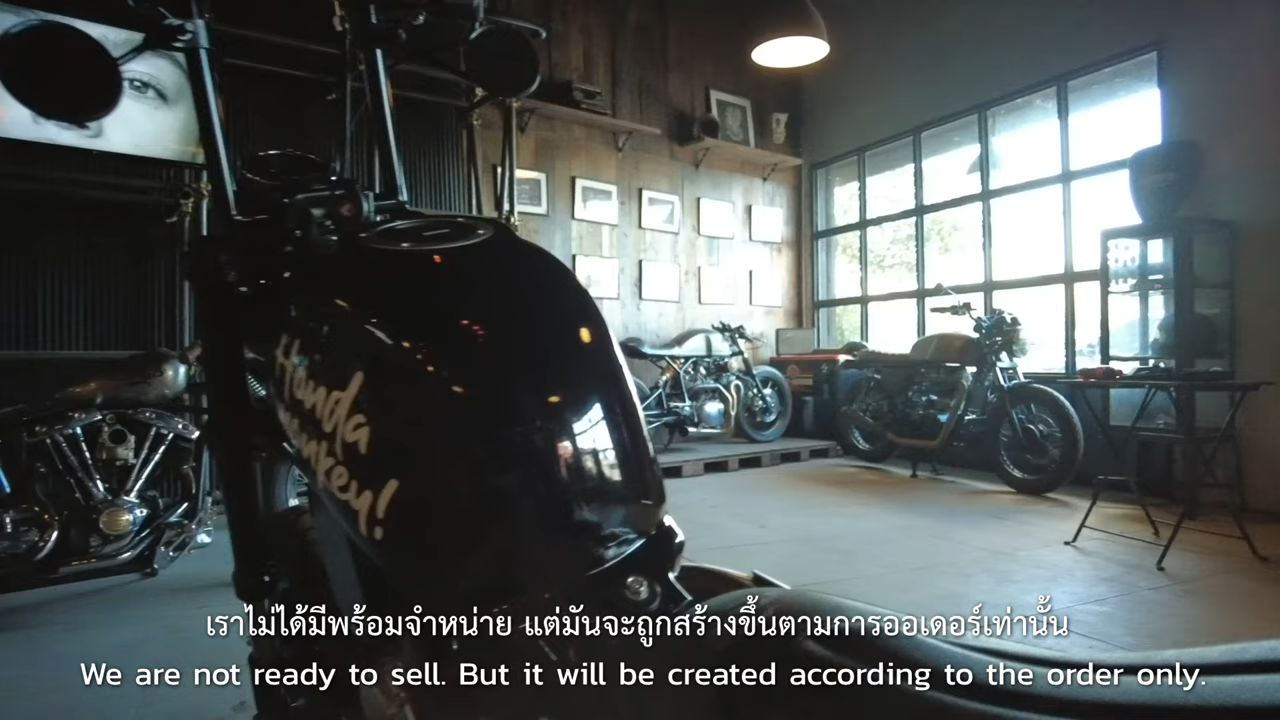 Honda
monkey!
เราไม่ได้มีพร้อมจำหน่าย แต่มันจะถูกสร้างขึ้นตามการออเดอร์เท่านั้น
We are not ready to sell. But it will be created according to the order only.